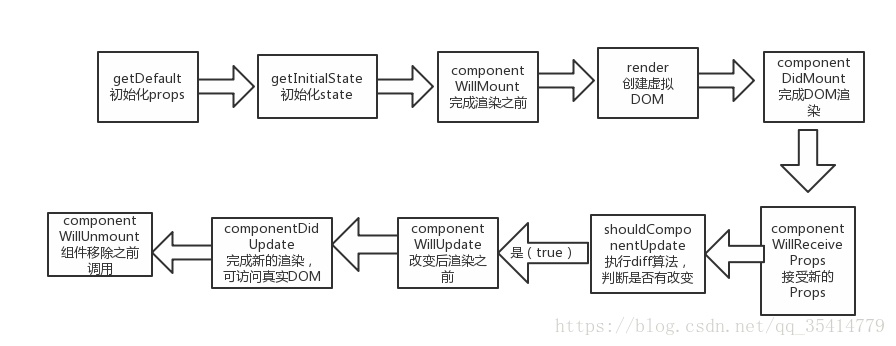 getDefault
初始化props
getInitialState
初始化state
component
WillMount
完成渲染之前
render
创建虚拟
DOM
component
DidMount
完成DOM渲
染
component
WillReceive
Props
接受新的
Props
shouldCompo
nentUpdate
执行diff算法，
判断是否有改变
是（true）
component
WillUpdate
改变后渲染之
前
componentDid
Update
完成新的渲染，
可访问真实DOM
component
WillUnmount
组件移除之前
调用
https://blog.csdn.net/qq_35414779